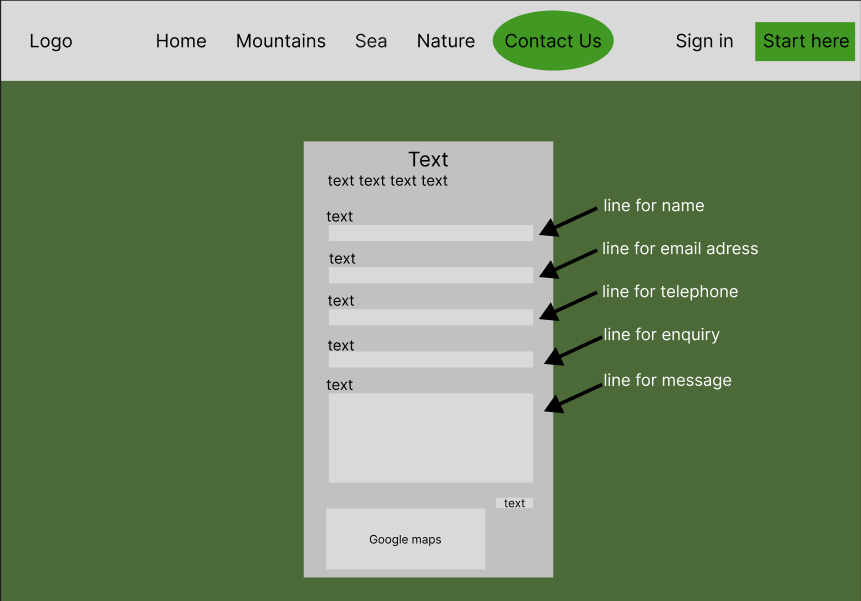 Logo Home Mountains Sea Nature Contact Us Sign in Start here
Text
text text text text
text
line for name
text
line for email adress
text
line for telephone
text
line for enquiry
text
line for message
text
Google maps